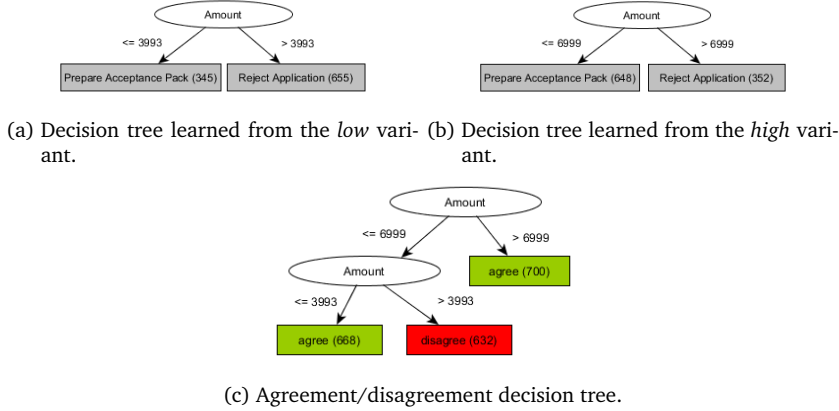 Amount
<= 3993
> 3993
Prepare Acceptance Pack (345)
Reject Application (655)
Amount
<= 6999
> 6999
Prepare Acceptance Pack (648)
Reject Application (352)
(a) Decision tree learned from the low vari-
ant.
(b) Decision tree learned from the high vari-
ant.
Amount
<= 6999
> 6999
Amount
agree (700)
<= 3993
> 3993
agree (668)
disagree (632)
(c) Agreement/disagreement decision tree.